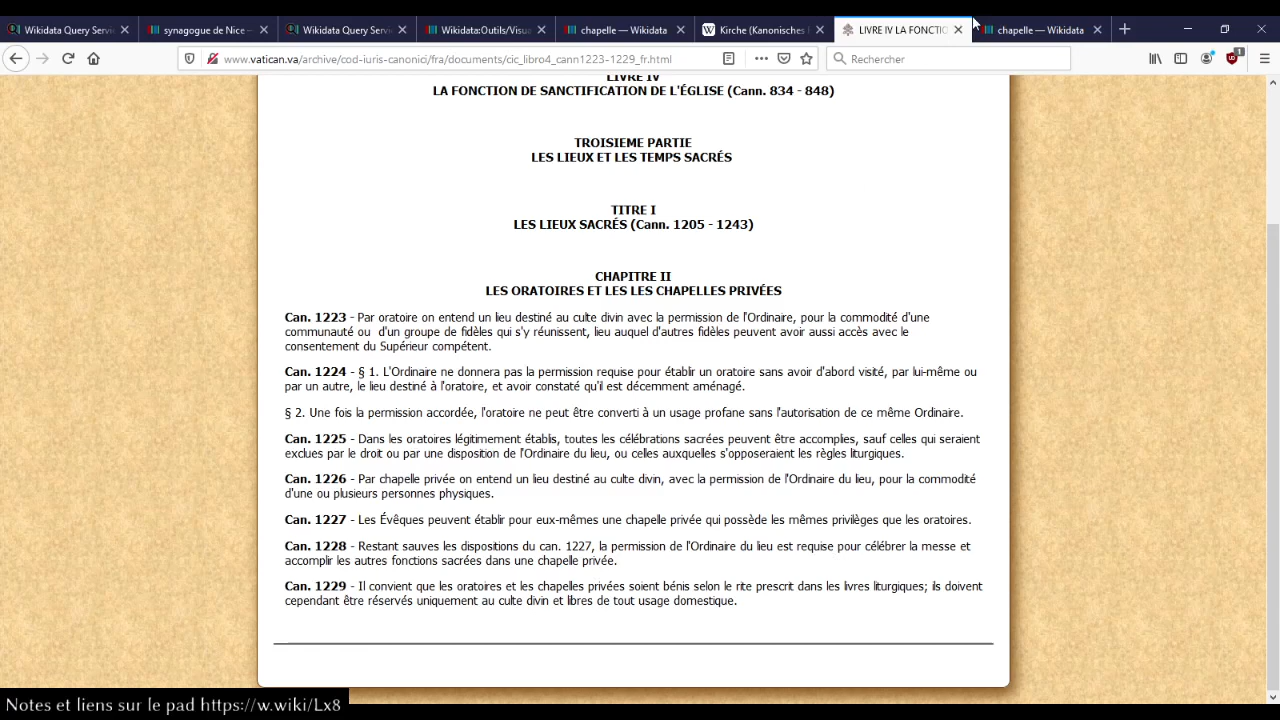 Wikidata Query Servi
synagogue de Nice —
Wikidata Query Servi
Wikidata:Outils/Visu
chapelle — Wikidata
Kirche (Kanonisches
LIVRE IV LA FONCTIO
chapelle — Wikidata
www.vatican.va/archive/cod-iuris-canonici/fra/documents/cic_libro4_cann1223-1229_fr.html
Rechercher
1
LIVRE IV
LA FONCTION DE SANCTIFICATION DE L'ÉGLISE (Cann. 834 - 848)
TROISIEME PARTIE
LES LIEUX ET LES TEMPS SACRÉS
TITRE I
LES LIEUX SACRÉS (Cann. 1205 - 1243)
CHAPITRE II
LES ORATOIRES ET LES LES CHAPELLES PRIVÉES
Can. 1223 - Par oratoire on entend un lieu destiné au culte divin avec la permission de l'Ordinaire, pour la commodité d'une
communauté ou  d'un groupe de fidèles qui s'y réunissent, lieu auquel d'autres fidèles peuvent avoir aussi accès avec le
consentement du Supérieur compétent.
Can. 1224 - § 1. L'Ordinaire ne donnera pas la permission requise pour établir un oratoire sans avoir d'abord visité, par lui-même ou
par un autre, le lieu destiné à l'oratoire, et avoir constaté qu'il est décemment aménagé.
§ 2. Une fois la permission accordée, l'oratoire ne peut être converti à un usage profane sans l'autorisation de ce même Ordinaire.
Can. 1225 - Dans les oratoires légitimement établis, toutes les célébrations sacrées peuvent être accomplies, sauf celles qui seraient
exclues par le droit ou par une disposition de l'Ordinaire du lieu, ou celles auxquelles s'opposeraient les règles liturgiques.
Can. 1226 - Par chapelle privée on entend un lieu destiné au culte divin, avec la permission de l'Ordinaire du lieu, pour la commodité
d'une ou plusieurs personnes physiques.
Can. 1227 - Les Évêques peuvent établir pour eux-mêmes une chapelle privée qui possède les mêmes privilèges que les oratoires.
Can. 1228 - Restant sauves les dispositions du can. 1227, la permission de l'Ordinaire du lieu est requise pour célébrer la messe et
accomplir les autres fonctions sacrées dans une chapelle privée.
Can. 1229 - Il convient que les oratoires et les chapelles privées soient bénis selon le rite prescrit dans les livres liturgiques; ils doivent
cependant être réservés uniquement au culte divin et libres de tout usage domestique.
Notes et liens sur le pad https://w.wiki/Lx8